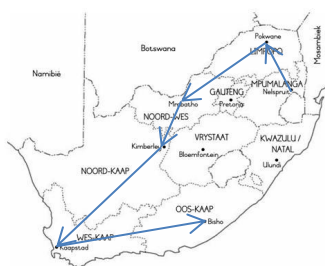 Pokwane
LIMPOPO
Mosambiek
Botswana
MPUMALANGA
Nelspruit
Namibië
GAUTENG
Pretoria
Mmbatho
NOORD-WES
VRYSTAAT
KWAZULU /
NATAL
Kimberley
Bloemfontein
Ulundi
NOORD-KAAP
OOS-KAAP
Bisho
WES-KAAP
Kaapstad